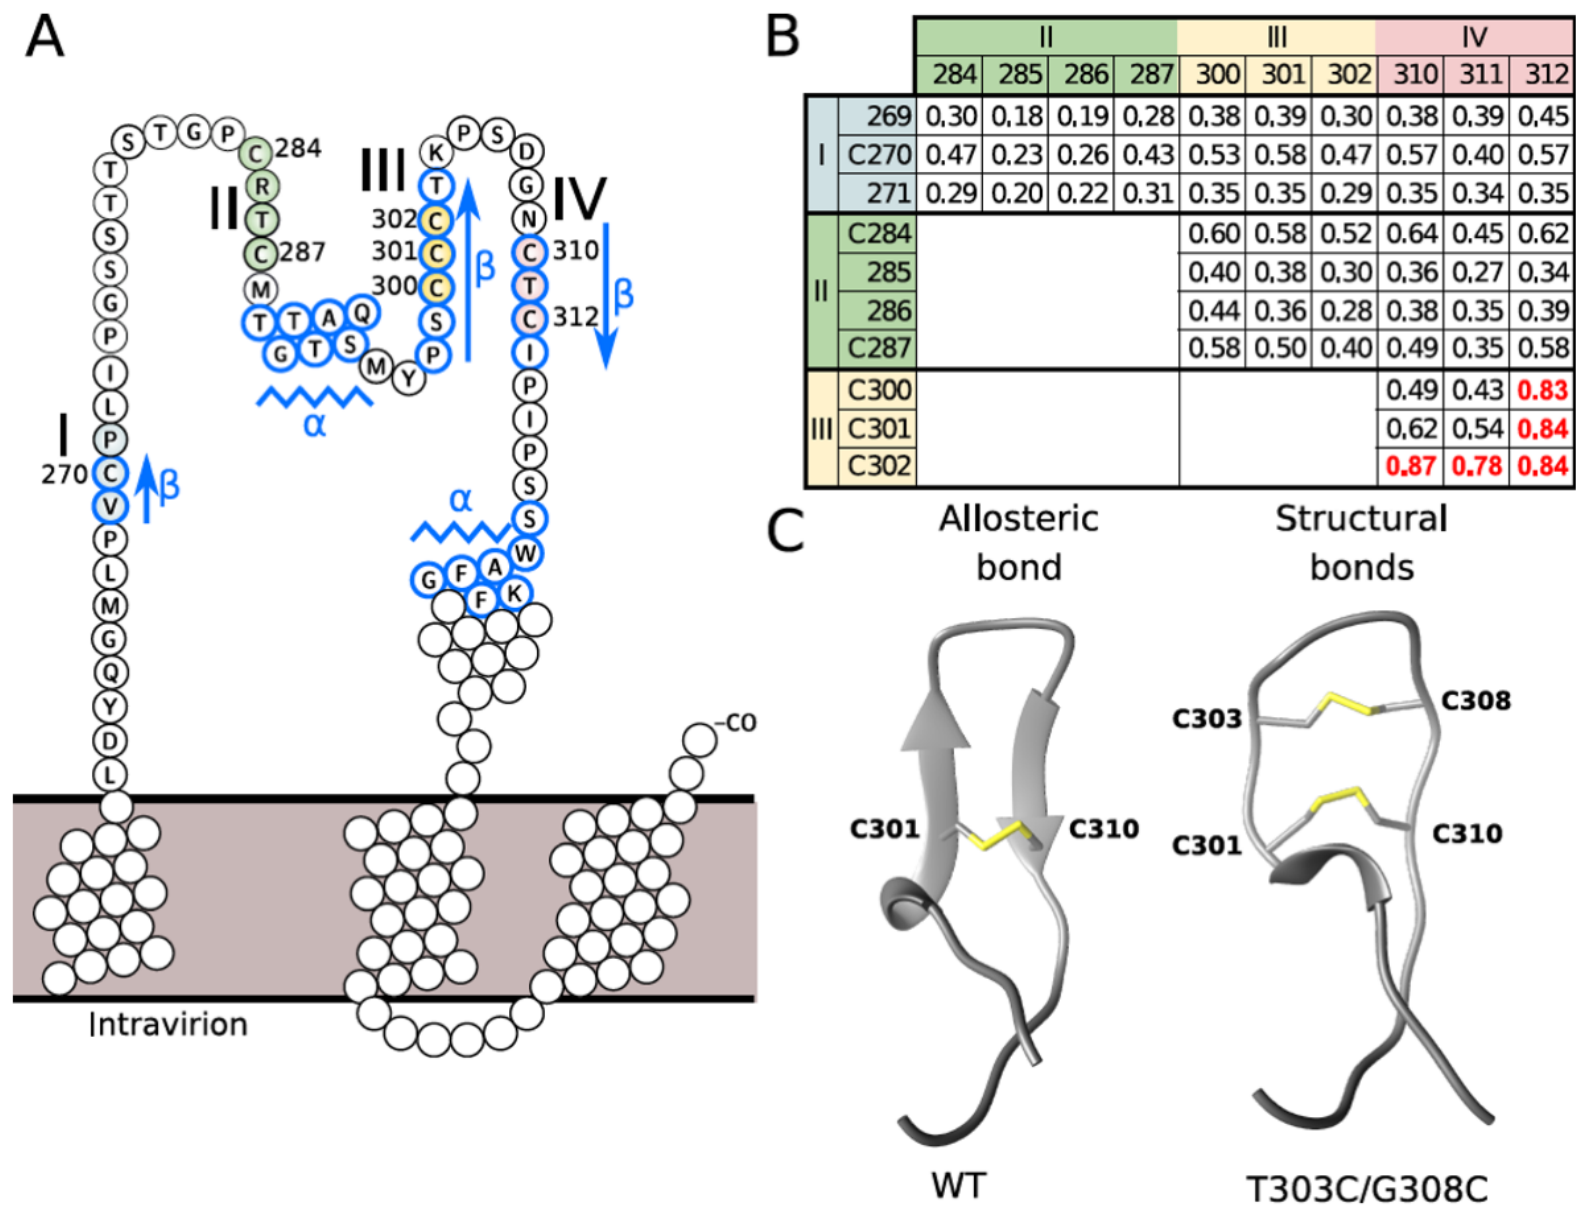 A
S T G P
T
T
S
S
G
P
I
L
P
C
V
P
L
M
G
Q
Y
D
L
I
270
β
C 284
R
T
C 287
M
II
T T A Q
G T S
M Y
α
III
P
S
C 300
C 301
C 302
T
K
β
P S D
G
N
IV
C 310
T
C 312
I
P
I
P
S
S
W
β
α
G F A
F K
–CO
Intravirion
B
II III IV
284 285 286 287 300 301 302 310 311 312
I
269 0.30 0.18 0.19 0.28 0.38 0.39 0.30 0.38 0.39 0.45
C270 0.47 0.23 0.26 0.43 0.53 0.58 0.47 0.57 0.40 0.57
271 0.29 0.20 0.22 0.31 0.35 0.35 0.29 0.35 0.34 0.35
II
C284 0.60 0.58 0.52 0.64 0.45 0.62
285 0.40 0.38 0.30 0.36 0.27 0.34
286 0.44 0.36 0.28 0.38 0.35 0.39
C287 0.58 0.50 0.40 0.49 0.35 0.58
III
C300 0.49 0.43 0.83
C301 0.62 0.54 0.84
C302 0.87 0.78 0.84
C
Allosteric
bond
Structural
bonds
C301 C310
WT
C303 C308
C301 C310
T303C/G308C